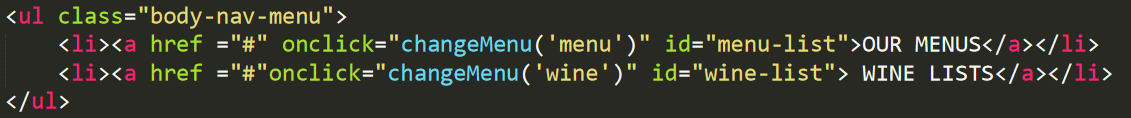 <ul class="body-nav-menu">
    <li><a href ="#" onclick="changeMenu('menu')" id="menu-list">OUR MENUS</a></li>
    <li><a href ="#"onclick="changeMenu('wine')" id="wine-list"> WINE LISTS</a></li>
</ul>